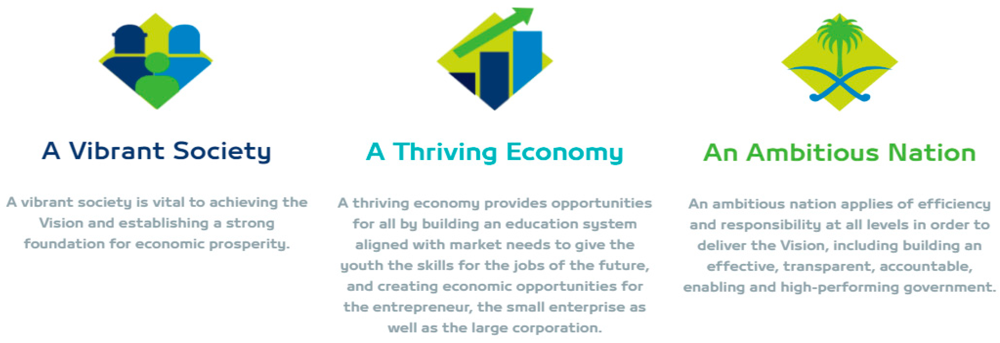 A Vibrant Society
A vibrant society is vital to achieving the
Vision and establishing a strong
foundation for economic prosperity.
A Thriving Economy
A thriving economy provides opportunities
for all by building an education system
aligned with market needs to give the
youth the skills for the jobs of the future,
and creating economic opportunities for
the entrepreneur, the small enterprise as
well as the large corporation.
An Ambitious Nation
An ambitious nation applies of efficiency
and responsibility at all levels in order to
deliver the Vision, including building an
effective, transparent, accountable,
enabling and high-performing government.